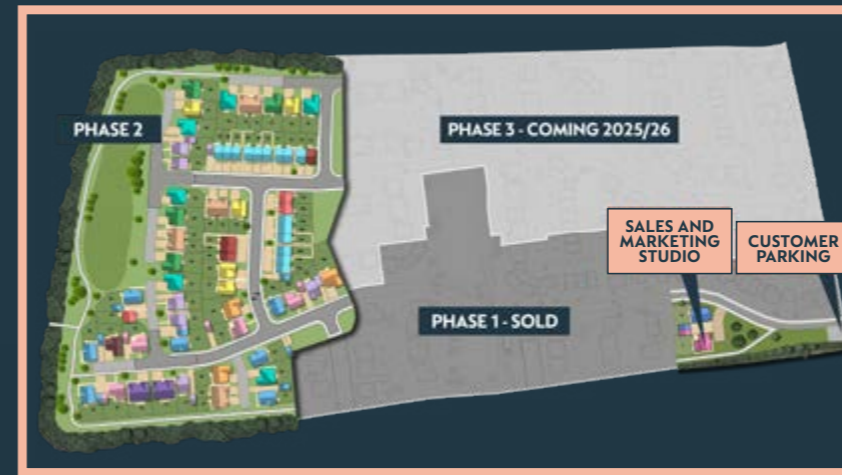 PHASE 2
PHASE 3 - COMING 2025/26
SALES AND
MARKETING
STUDIO
CUSTOMER
PARKING
PHASE 1 - SOLD